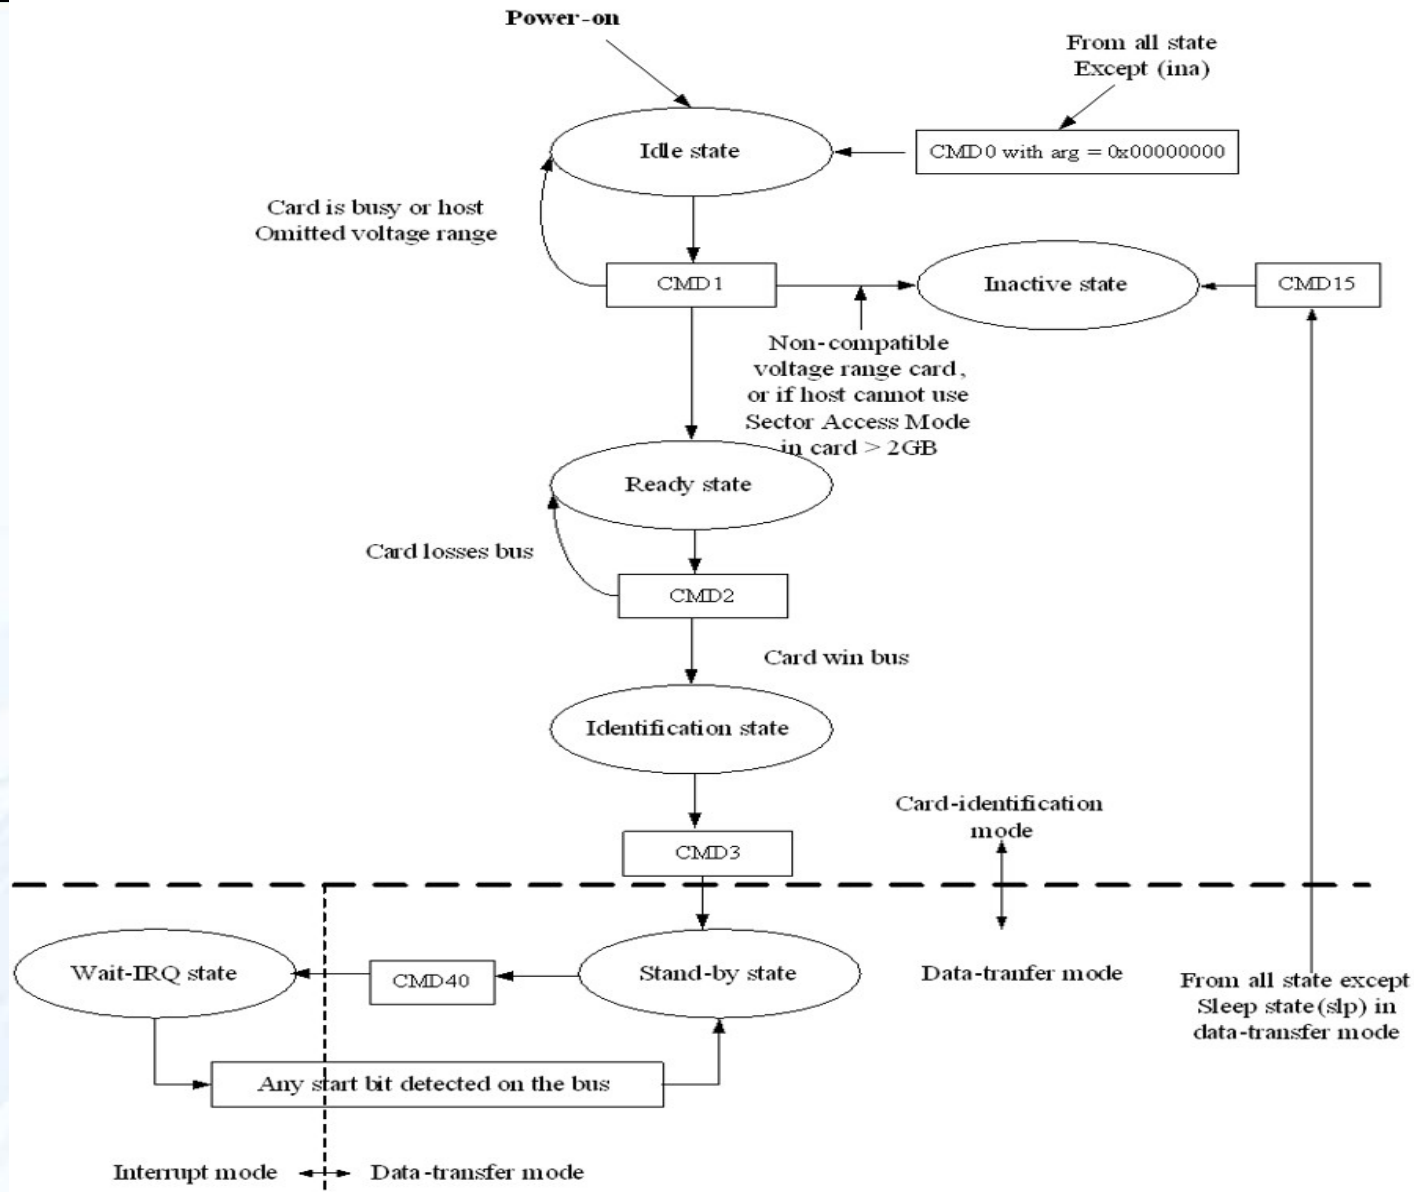 Power-on
From all state
Except (ina)
Idle state
CMD0 with arg = 0x00000000
Card is busy or host
Omitted voltage range
CMD1
Inactive state
CMD15
Non-compatible
voltage range card,
or if host cannot use
Sector Access Mode
in card > 2GB
Ready state
Card losses bus
CMD2
Card win bus
Identification state
Card-identification
mode
CMD3
Wait-IRQ state
CMD40
Stand-by state
Data-tranfer mode
From all state except
Sleep state(slp) in
data-transfer mode
Any start bit detected on the bus
Interrupt mode
Data-transfer mode